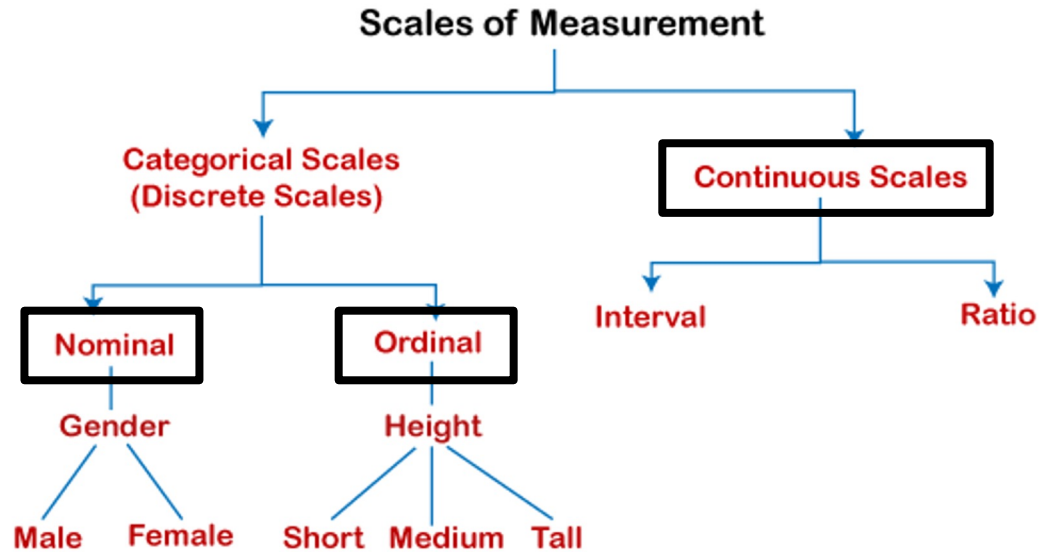 Scales of Measurement
Categorical Scales
(Discrete Scales)
Continuous Scales
Nominal
Ordinal
Interval
Ratio
Gender
Height
Male
Female
Short
Medium
Tall